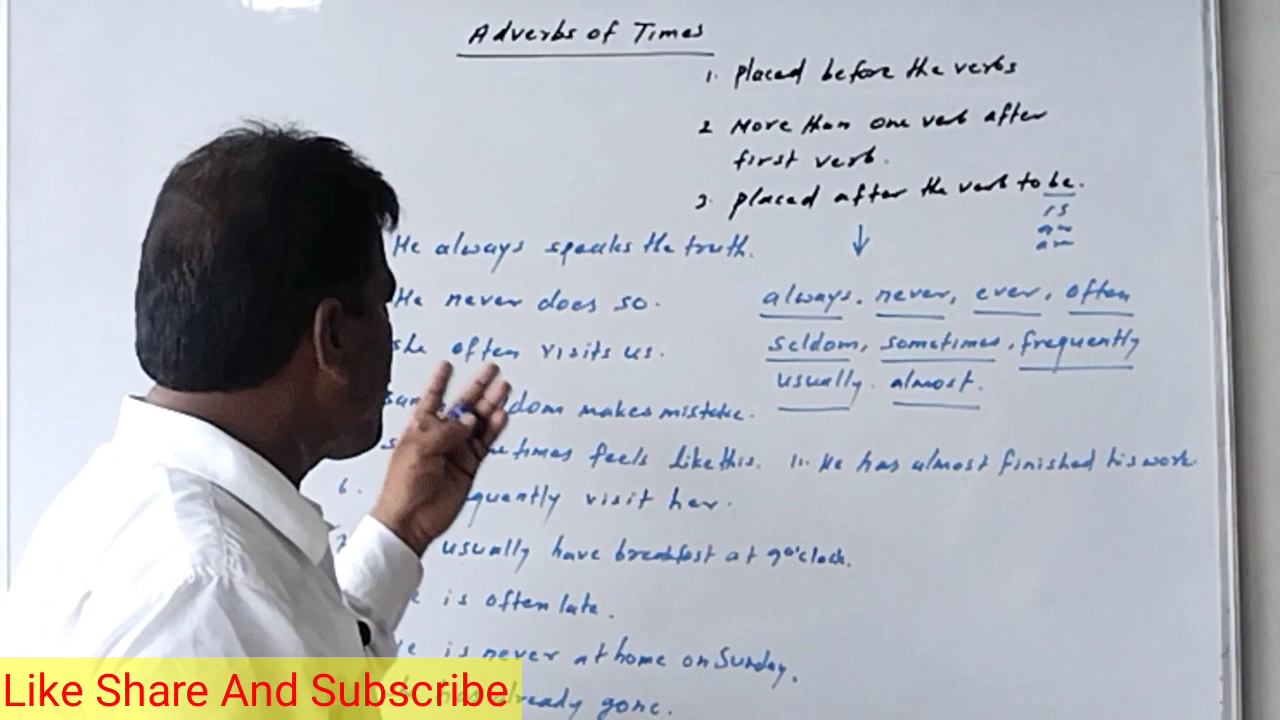 Adverbs of Times
1. placed before the verbs
2 More than one verb after
first verb.
3. placed after the verb to be.
is
am
He always speaks the truth.
He never does so.
she often visits us.
always, never, ever, often
seldom, sometimes, frequently
usually. almost.
dom makes mistake.
times feels like this.
11. He has almost finished his work.
6. quently visit her.
7 usually have breakfast at 9o'clock.
is often late.
is never at home on Sunday.
already gone.
Like Share And Subscribe